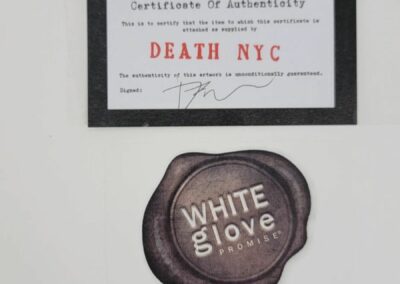 Certificate Of Authenticity
This is to certify that the item to which this certificate is
attached as supplied by
DEATH NYC
The authenticity of this artwork is unconditionally guaranteed.
Signed:
WHITE
glove
PROMISE®